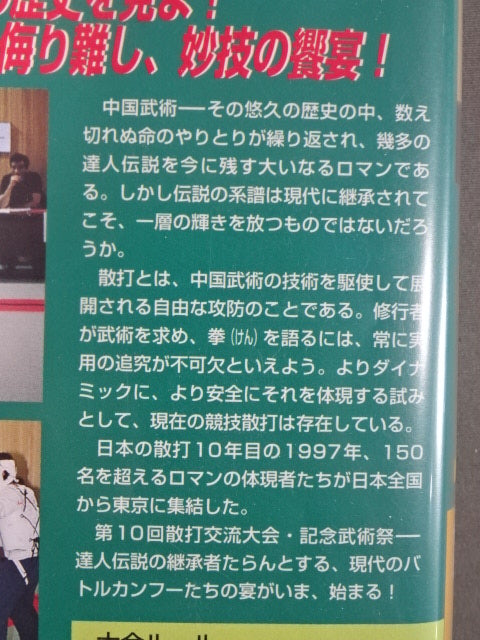 の歴史を見よ!
侮り難し、妙技の饗宴!
中国武術──その悠久の歴史の中、数え
切れぬ命のやりとりが繰り返され、幾多の
達人伝説を今に残す大いなるロマンであ
る。しかし伝説の系譜は現代に継承されて
こそ、一層の輝きを放つものではないだろ
うか。
散打とは、中国武術の技術を駆使して展
開される自由な攻防のことである。修行者
が武術を求め、拳(けん)を語るには、常に実
用の追究が不可欠といえよう。よりダイナ
ミックに、より安全にそれを体現する試み
として、現在の競技散打は存在している。
日本の散打10年目の1997年、150
名を超えるロマンの体現者たちが日本全国
から東京に集結した。
第10回散打交流大会・記念武術祭──
達人伝説の継承者たらんとする、現代のバ
トルカンフーたちの宴がいま、始まる!
大会ルール